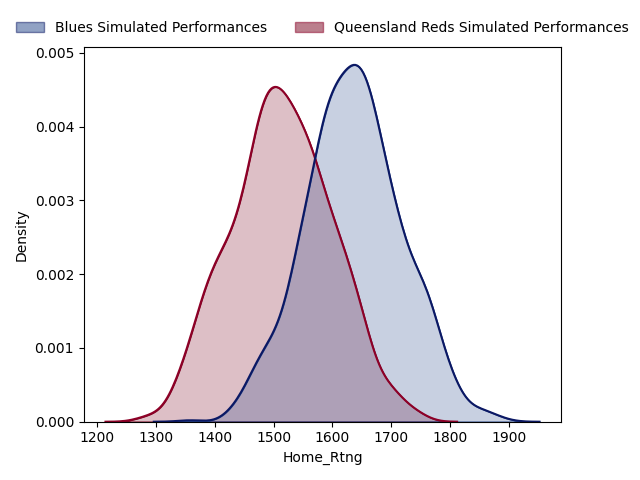 Blues Simulated Performances
Queensland Reds Simulated Performances
0.005
0.004
0.003
0.002
0.001
0.000
Density
1200 1300 1400 1500 1600 1700 1800 1900
Home_Rtng